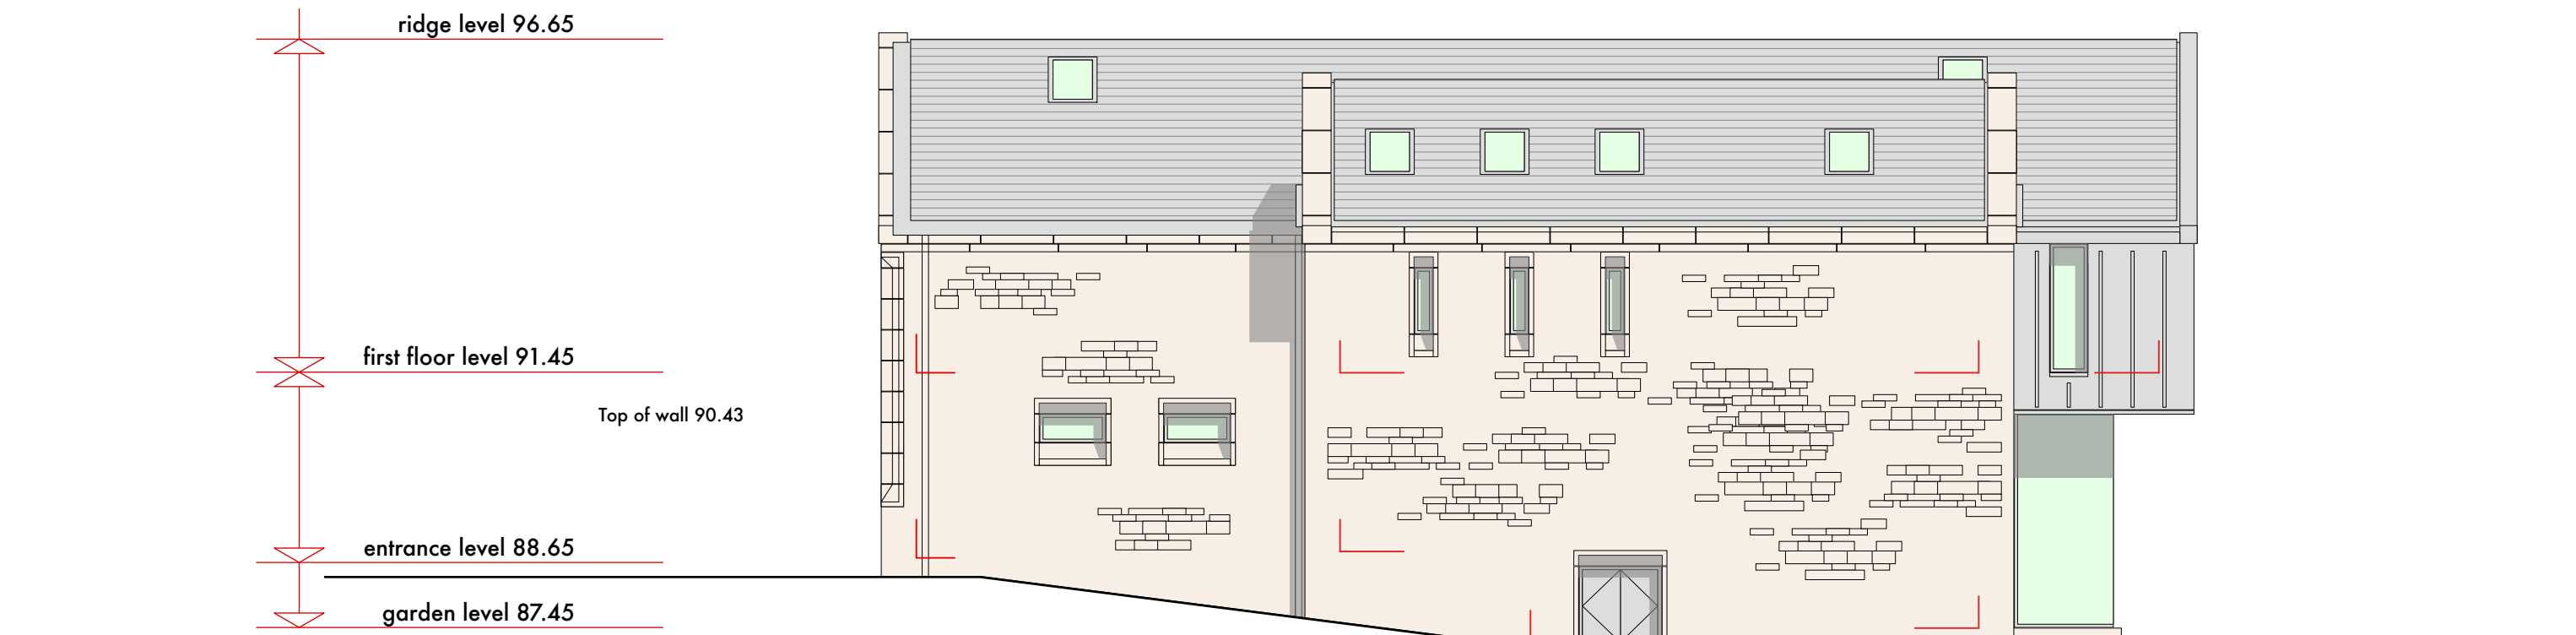 ridge level 96.65
first floor level 91.45
Top of wall 90.43
entrance level 88.65
garden level 87.45